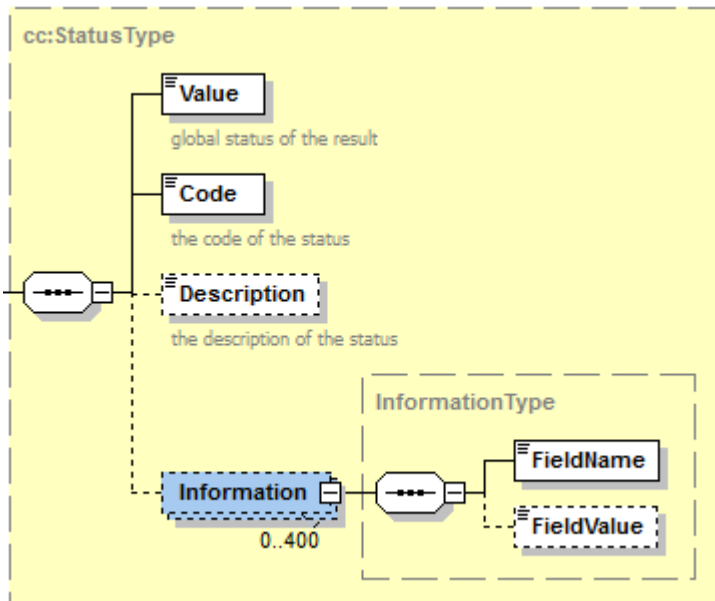 cc:StatusType
Value
global status of the result
Code
the code of the status
Description
the description of the status
InformationType
FieldName
Information
FieldValue
0..400